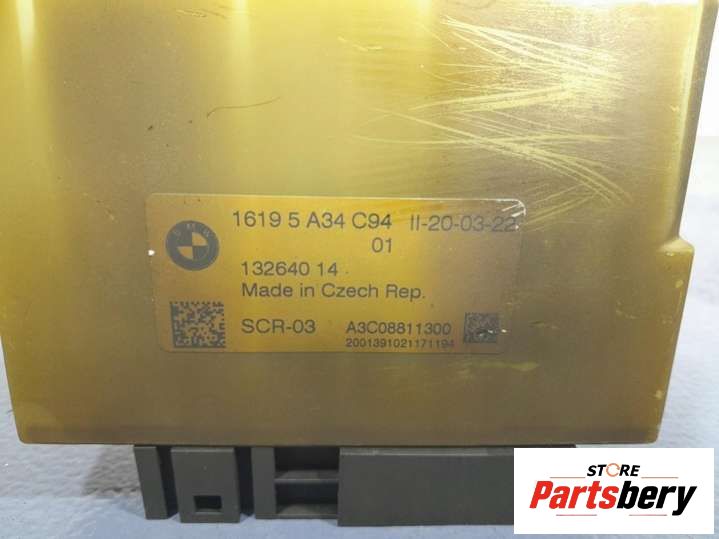 BMW
1619 5 A34 C94 II-20-03-22
01
132640 14
Made in Czech Rep.
SCR-03 A3C08811300
2001391021171194
STORE
Partsbery